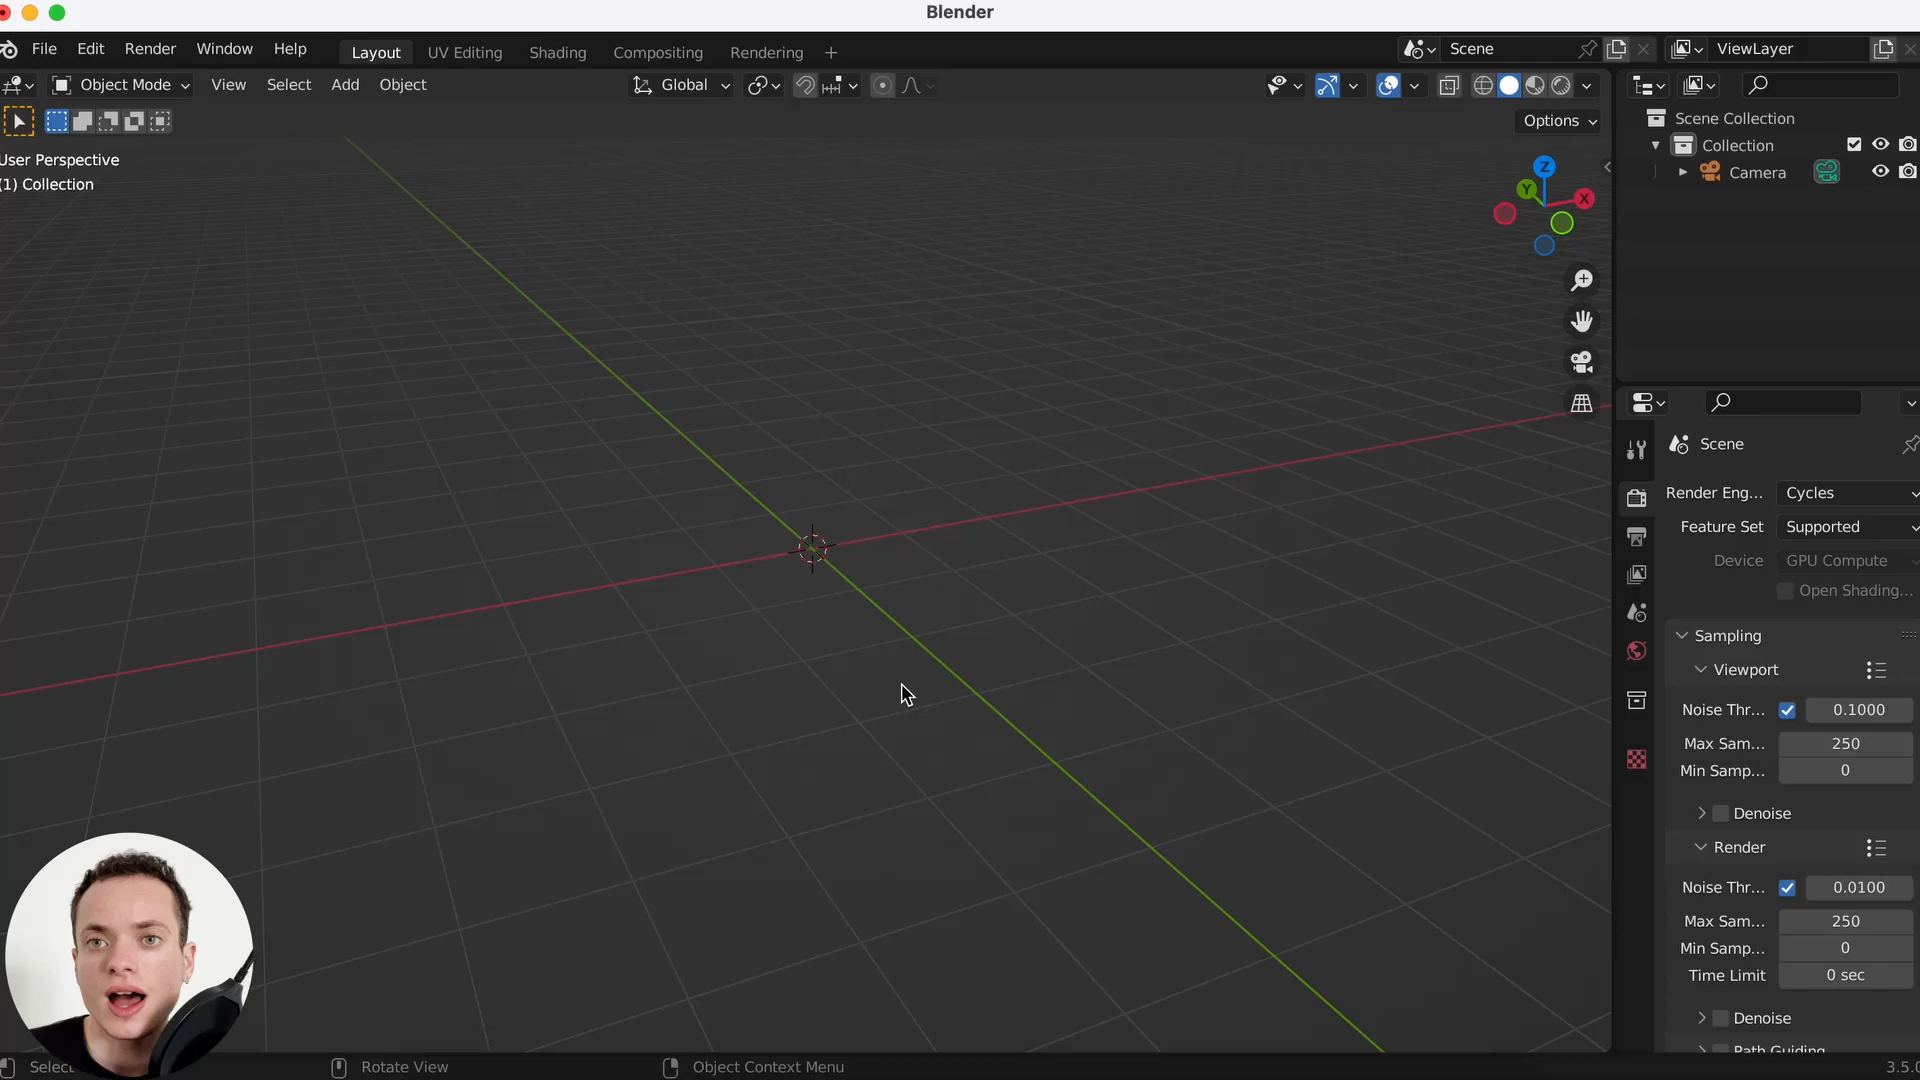 Blender
File Edit Render Window Help Layout UV Editing Shading Compositing Rendering + Scene ViewLayer
Object Mode View Select Add Object Global
Options
User Perspective
(1) Collection
Z
Y
X
Scene Collection
Collection
Camera
Scene
Render Eng... Cycles
Feature Set Supported
Device GPU Compute
Open Shading...
Sampling
Viewport
Noise Thr... 0.1000
Max Sam... 250
Min Samp... 0
Denoise
Render
Noise Thr... 0.0100
Max Sam... 250
Min Samp... 0
Time Limit 0 sec
Denoise
Path Guiding
Select Rotate View Object Context Menu 3.5.0